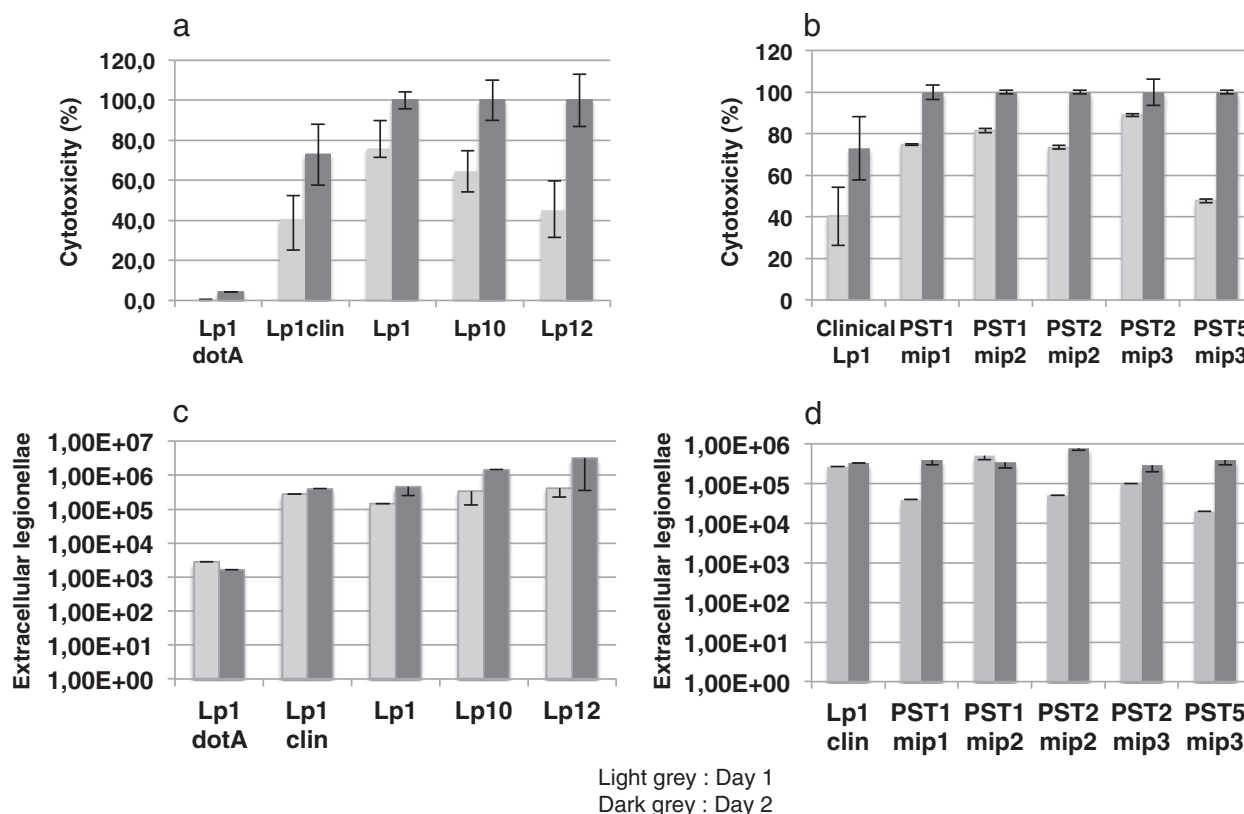 a
Cytotoxicity (%)
120,0
100,0
80,0
60,0
40,0
20,0
0,0
Lp1 dotA
Lp1clin
Lp1
Lp10
Lp12
b
Cytotoxicity (%)
120
100
80
60
40
20
0
Clinical Lp1
PST1 mip1
PST1 mip2
PST2 mip2
PST2 mip3
PST5 mip3
c
Extracellular legionellae
1,00E+07
1,00E+06
1,00E+05
1,00E+04
1,00E+03
1,00E+02
1,00E+01
1,00E+00
Lp1 dotA
Lp1 clin
Lp1
Lp10
Lp12
d
Extracellular legionellae
1,00E+06
1,00E+05
1,00E+04
1,00E+03
1,00E+02
1,00E+01
1,00E+00
Lp1 clin
PST1 mip1
PST1 mip2
PST2 mip2
PST2 mip3
PST5 mip3
Light grey : Day 1
Dark grey : Day 2